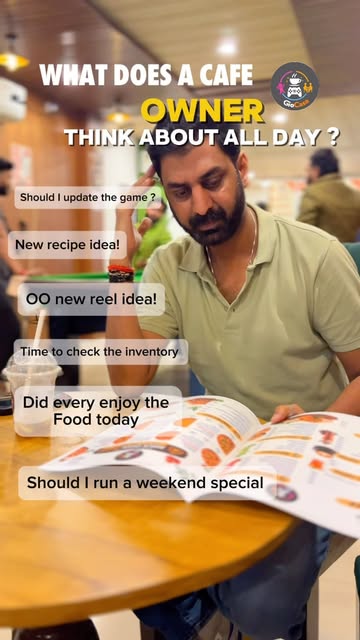 WHAT DOES A CAFE
OWNER
THINK ABOUT ALL DAY ?
GioCasa
Should I update the game ?
New recipe idea!
OO new reel idea!
Time to check the inventory
Did every enjoy the
Food today
Should I run a weekend special